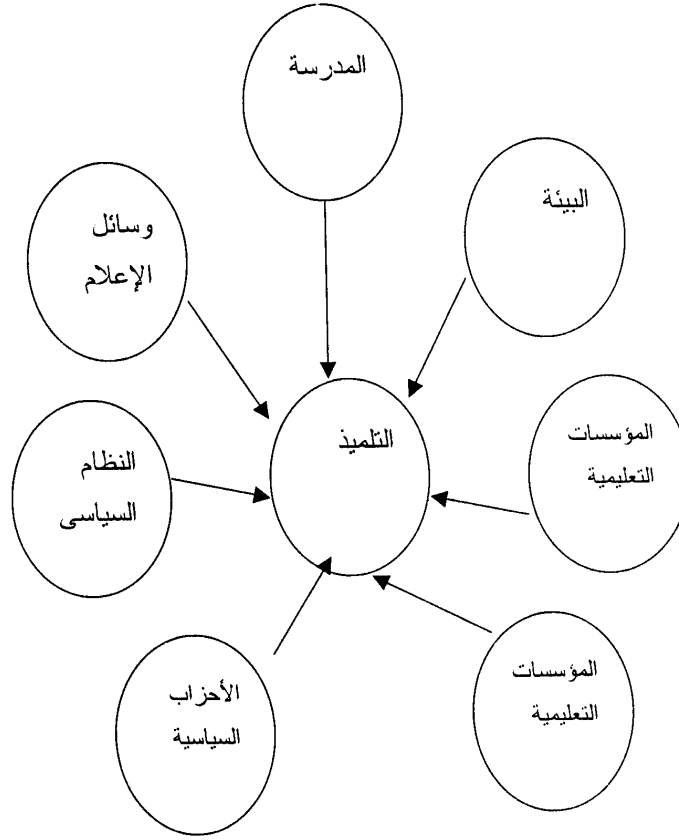 المدرسة
البيئة
وسائل
الإعلام
التلميذ
المؤسسات
التعليمية
النظام
السياسى
المؤسسات
التعليمية
الأحزاب
السياسية